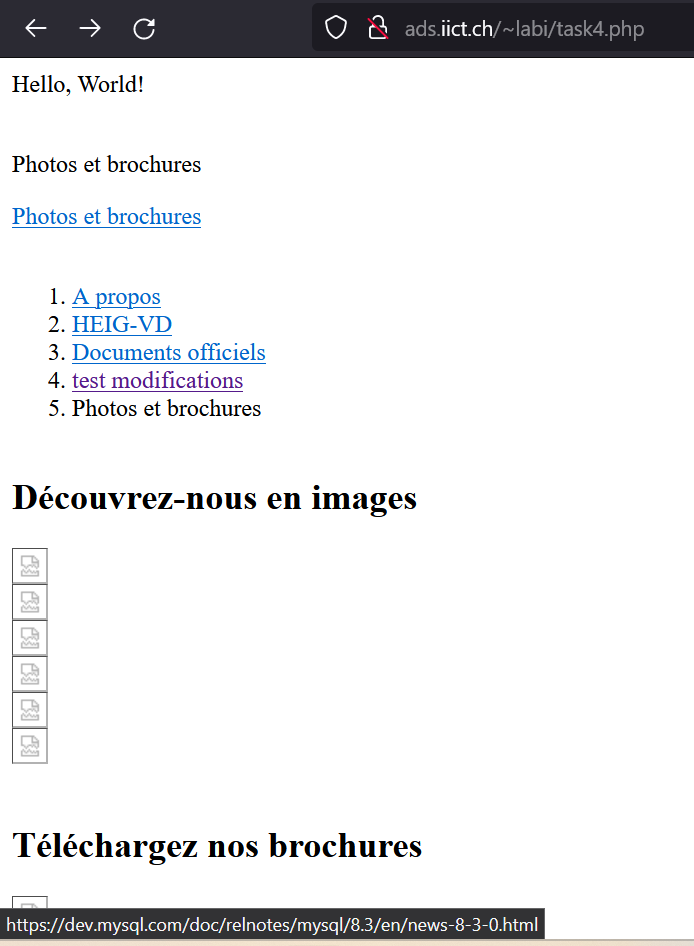 ads.iict.ch/~labi/task4.php
Hello, World!
Photos et brochures
Photos et brochures
1. A propos
2. HEIG-VD
3. Documents officiels
4. test modifications
5. Photos et brochures
Découvrez-nous en images
Téléchargez nos brochures
https://dev.mysql.com/doc/relnotes/mysql/8.3/en/news-8-3-0.html